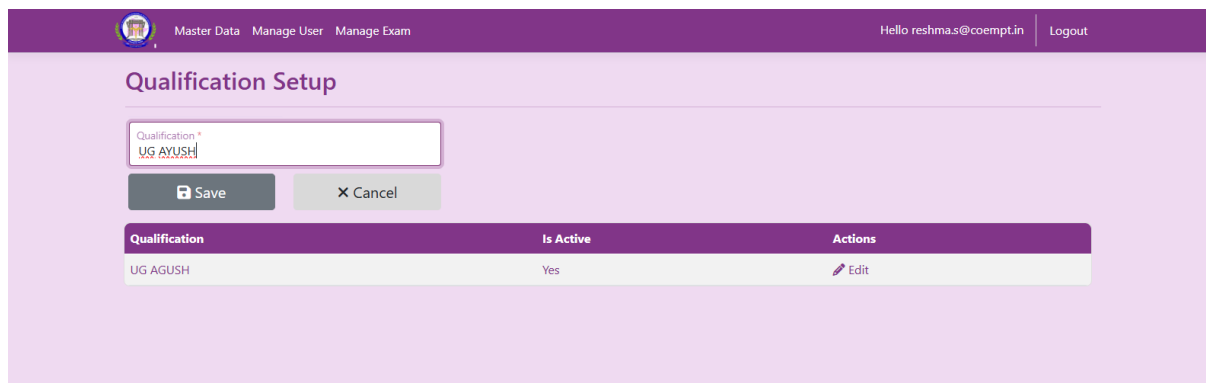 Master Data Manage User Manage Exam Hello reshma.s@coempt.in Logout
Qualification Setup
Qualification *
UG AYUSH
Save Cancel
Qualification Is Active Actions
UG AGUSH Yes Edit